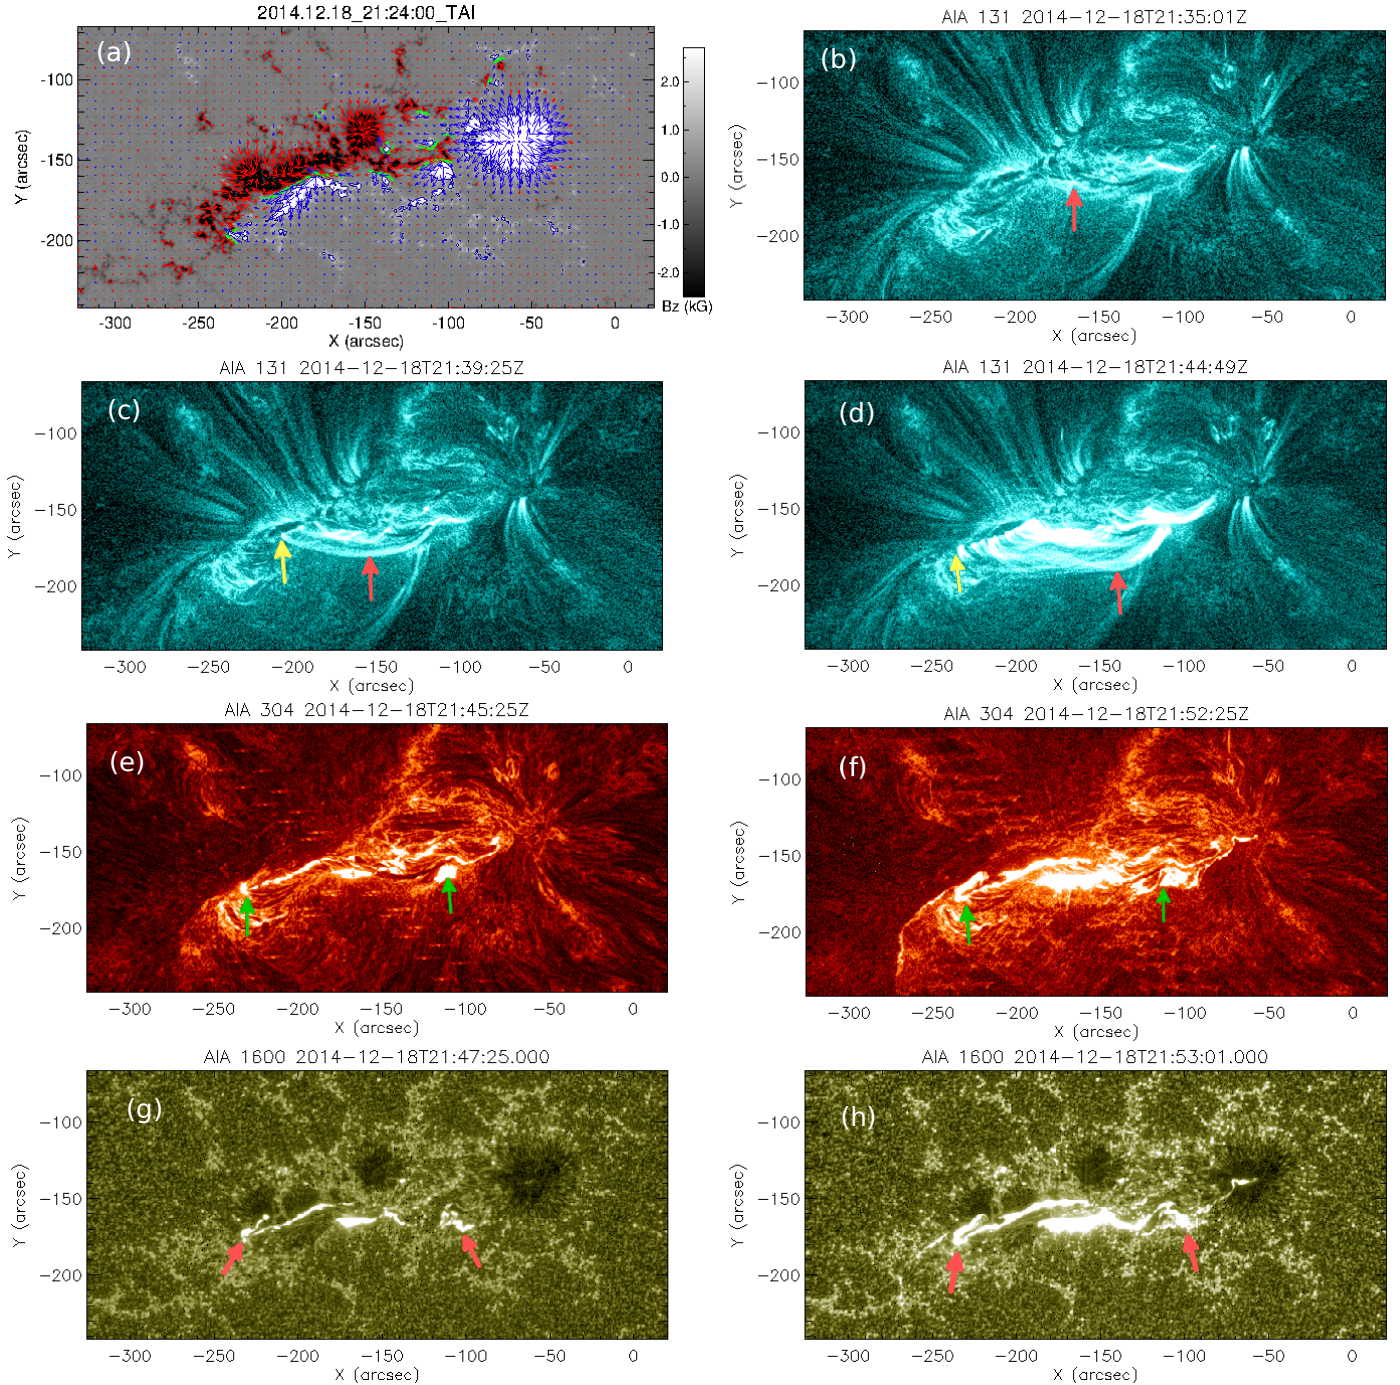 2014.12.18_21:24:00_TAI
(a)
Y (arcsec)
-100
-150
-200
2.0
1.0
0.0
-1.0
-2.0
Bz (kG)
-300 -250 -200 -150 -100 -50 0
X (arcsec)
AIA 131 2014-12-18T21:35:01Z
(b)
Y (arcsec)
-100
-150
-200
-300 -250 -200 -150 -100 -50 0
X (arcsec)
AIA 131 2014-12-18T21:39:25Z
(c)
Y (arcsec)
-100
-150
-200
-300 -250 -200 -150 -100 -50 0
X (arcsec)
AIA 131 2014-12-18T21:44:49Z
(d)
Y (arcsec)
-100
-150
-200
-300 -250 -200 -150 -100 -50 0
X (arcsec)
AIA 304 2014-12-18T21:45:25Z
(e)
Y (arcsec)
-100
-150
-200
-300 -250 -200 -150 -100 -50 0
X (arcsec)
AIA 304 2014-12-18T21:52:25Z
(f)
Y (arcsec)
-100
-150
-200
-300 -250 -200 -150 -100 -50 0
X (arcsec)
AIA 1600 2014-12-18T21:47:25.000
(g)
Y (arcsec)
-100
-150
-200
-300 -250 -200 -150 -100 -50 0
X (arcsec)
AIA 1600 2014-12-18T21:53:01.000
(h)
Y (arcsec)
-100
-150
-200
-300 -250 -200 -150 -100 -50 0
X (arcsec)